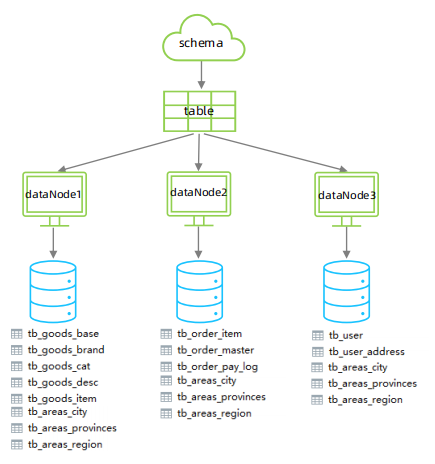 schema
table
dataNode1
dataNode2
dataNode3
tb_goods_base
tb_goods_brand
tb_goods_cat
tb_goods_desc
tb_goods_item
tb_areas_city
tb_areas_provinces
tb_areas_region
tb_order_item
tb_order_master
tb_order_pay_log
tb_areas_city
tb_areas_provinces
tb_areas_region
tb_user
tb_user_address
tb_areas_city
tb_areas_provinces
tb_areas_region